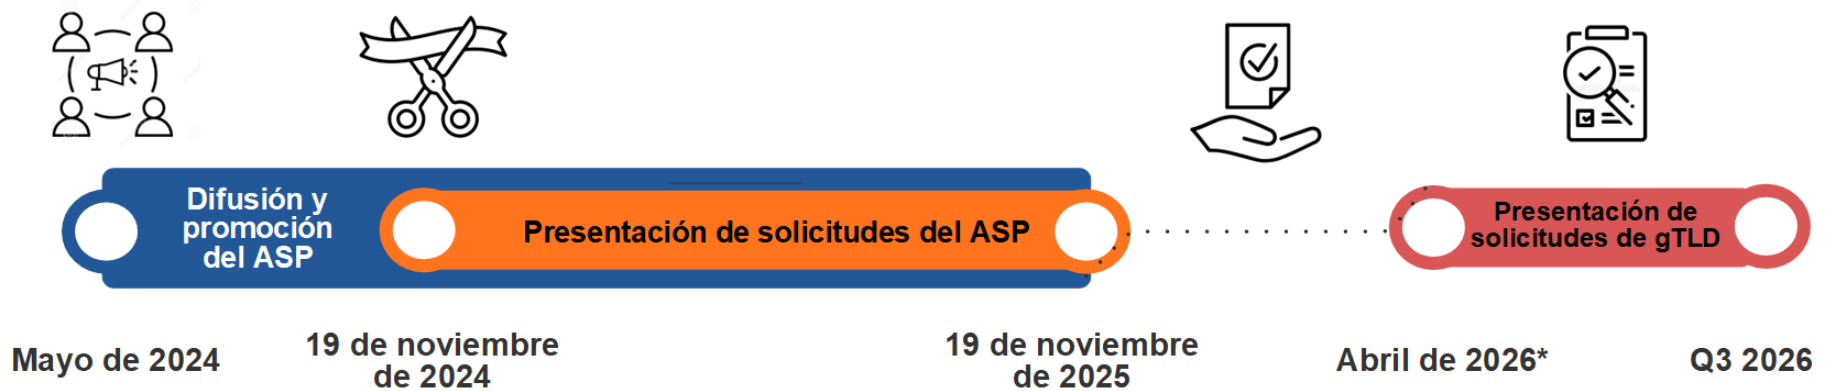 Difusión y
promoción
del ASP
Presentación de solicitudes del ASP
Presentación de
solicitudes de gTLD
Mayo de 2024
19 de noviembre
de 2024
19 de noviembre
de 2025
Abril de 2026*
Q3 2026